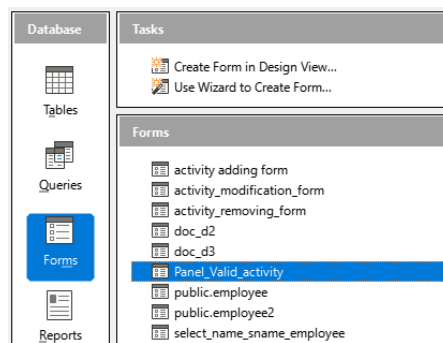 Database
Tables
Queries
Forms
Reports
Tasks
Create Form in Design View...
Use Wizard to Create Form...
Forms
activity adding form
activity_modification_form
activity_removing_form
doc_d2
doc_d3
Panel_Valid_activity
public.employee
public.employee2
select_name_sname_employee